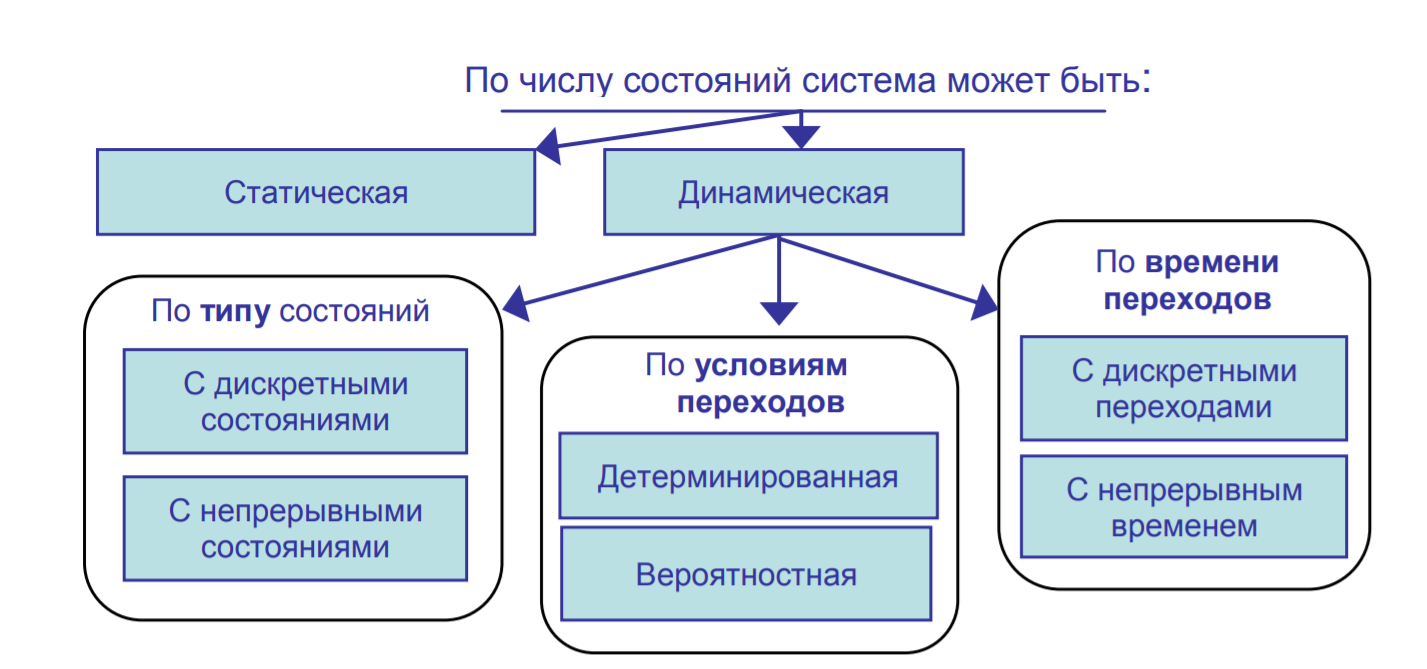 По числу состояний система может быть:
Статическая
Динамическая
По типу состояний
С дискретными
состояниями
С непрерывными
состояниями
По условиям
переходов
Детерминированная
Вероятностная
По времени
переходов
С дискретными
переходами
С непрерывным
временем